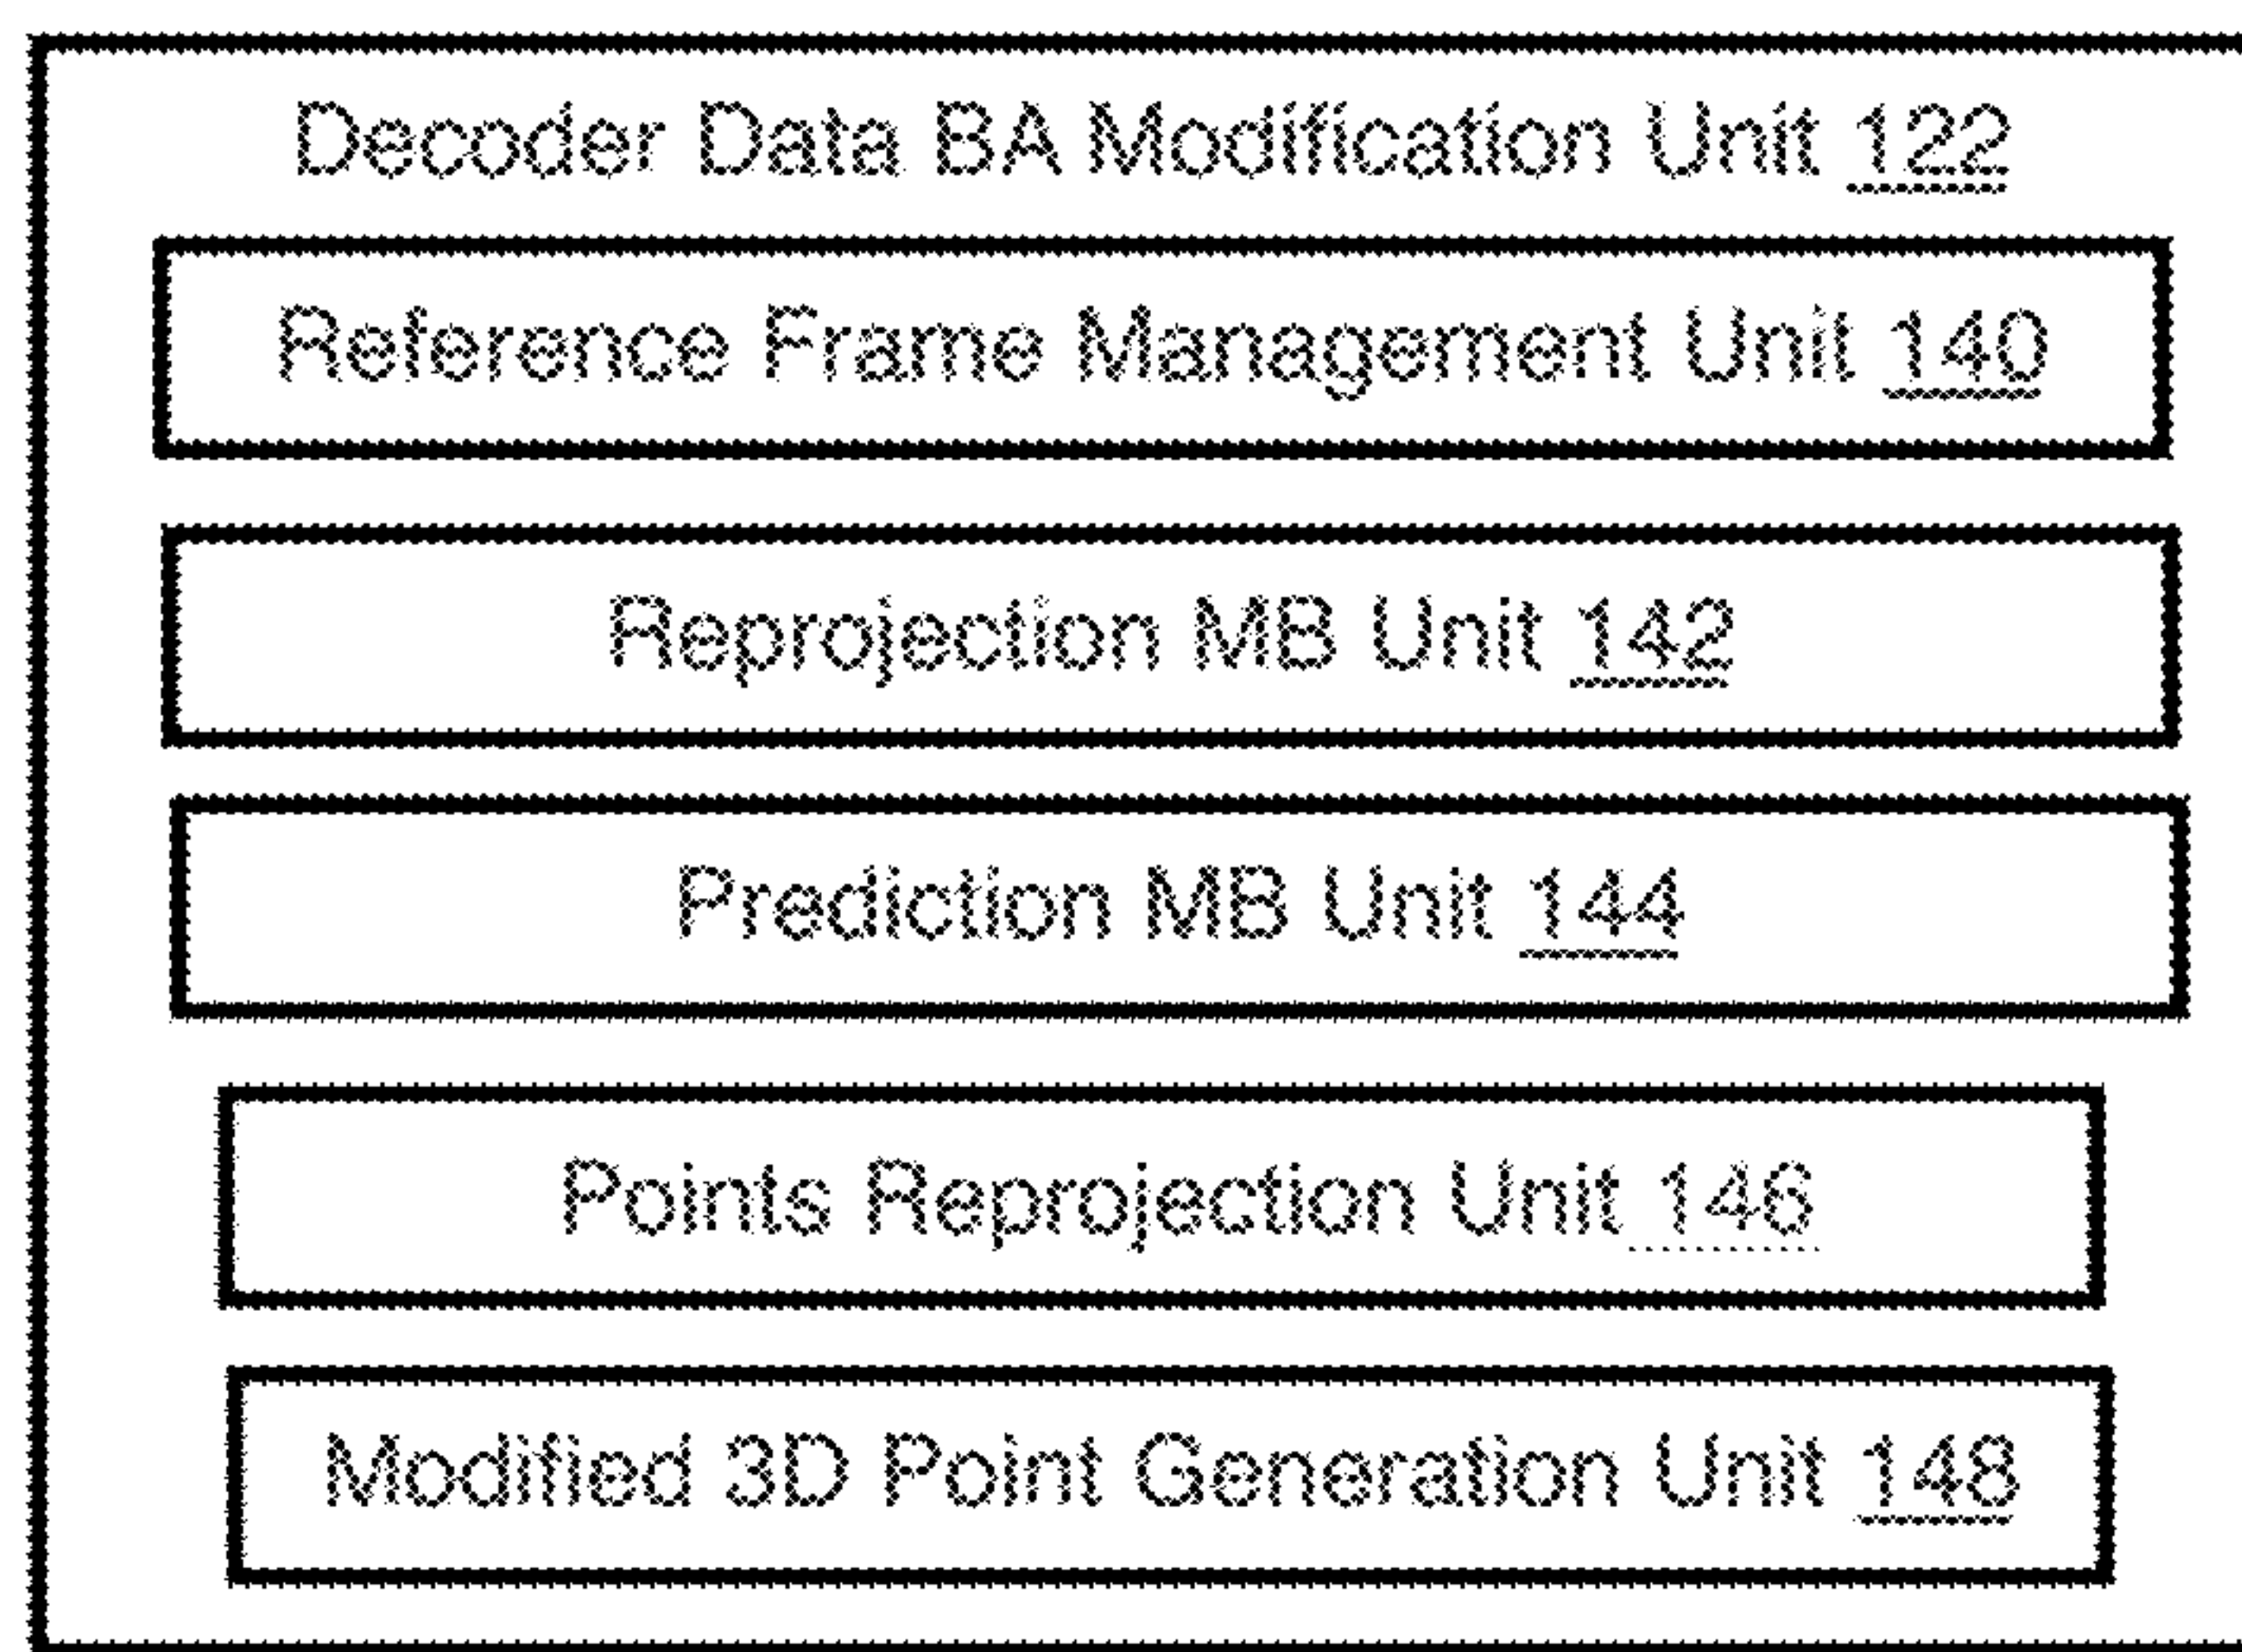 Decoder Data BA Modification Unit 122
Reference Frame Management Unit 140
Reprojection MB Unit 142
Prediction MB Unit 144
Points Reprojection Unit 146
Modified 3D Point Generation Unit 148